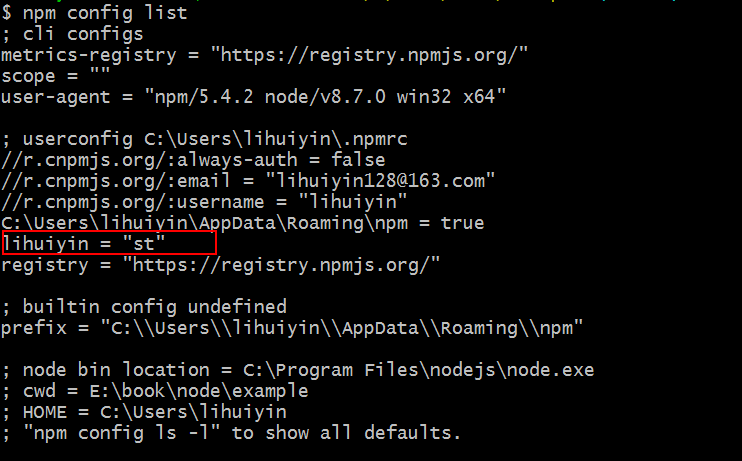 $ npm config list
; cli configs
metrics-registry = "https://registry.npmjs.org/"
scope = ""
user-agent = "npm/5.4.2 node/v8.7.0 win32 x64"
; userconfig C:\Users\lihuiyin\.npmrc
//r.cnpmjs.org/:always-auth = false
//r.cnpmjs.org/:email = "lihuiyin128@163.com"
//r.cnpmjs.org/:username = "lihuiyin"
C:\Users\lihuiyin\AppData\Roaming\npm = true
lihuiyin = "st"
registry = "https://registry.npmjs.org/"
; builtin config undefined
prefix = "C:\\Users\\lihuiyin\\AppData\\Roaming\\npm"
; node bin location = C:\Program Files\nodejs\node.exe
; cwd = E:\book\node\example
; HOME = C:\Users\lihuiyin
; "npm config ls -l" to show all defaults.